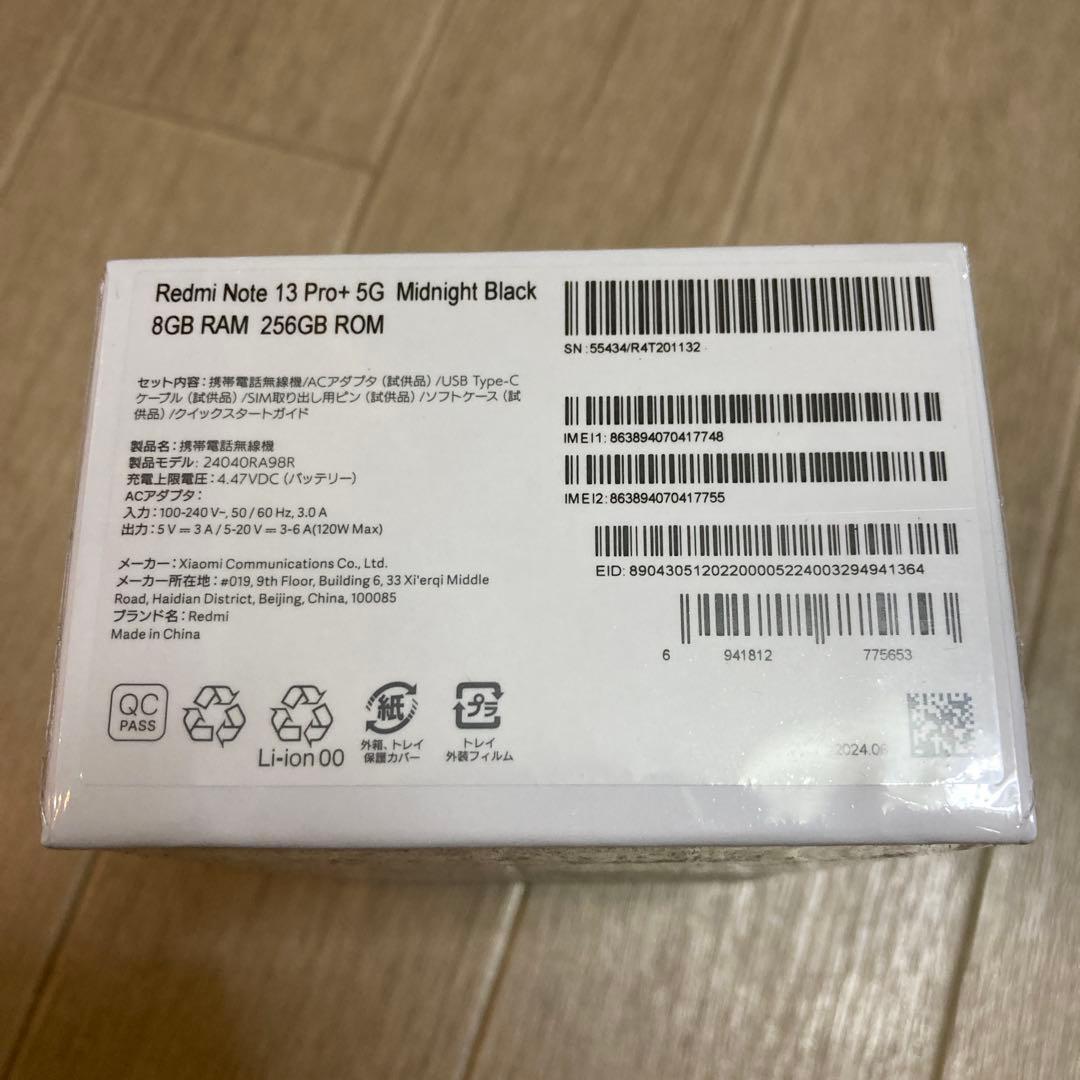 Redmi Note 13 Pro+ 5G Midnight Black
8GB RAM 256GB ROM
SN:55434/R4T201132
セット内容：携帯電話無線機/ACアダプタ（試供品）/USB Type-C
ケーブル（試供品）/SIM取り出し用ピン（試供品）/ソフトケース（試
供品）/クイックスタートガイド
IMEI1:863894070417748
製品名：携帯電話無線機
製品モデル：24040RA98R
充電上限電圧：4.47VDC（バッテリー）
ACアダプタ：
入力：100-240 V~, 50 / 60 Hz, 3.0 A
出力：5 V ⎓ 3 A / 5-20 V ⎓ 3-6 A(120W Max)
IMEI2:863894070417755
メーカー：Xiaomi Communications Co., Ltd.
メーカー所在地：#019, 9th Floor, Building 6, 33 Xi'erqi Middle
Road, Haidian District, Beijing, China, 100085
ブランド名：Redmi
Made in China
EID: 89043051202200005224003294941364
6 941812 775653
QC
PASS
Li-ion 00
紙
外箱、トレイ
保護カバー
プラ
トレイ
外装フィルム
2024.06